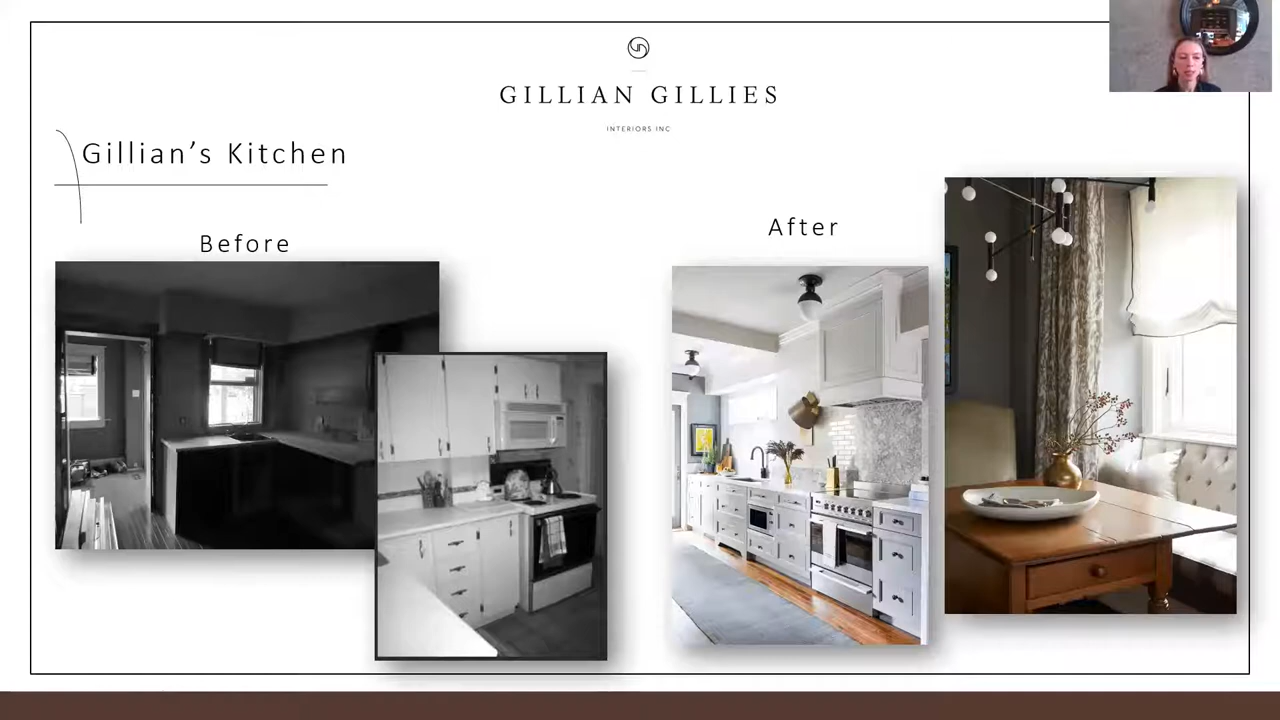 GILLIAN GILLIES
INTERIORS INC
Gillian's Kitchen
Before
After